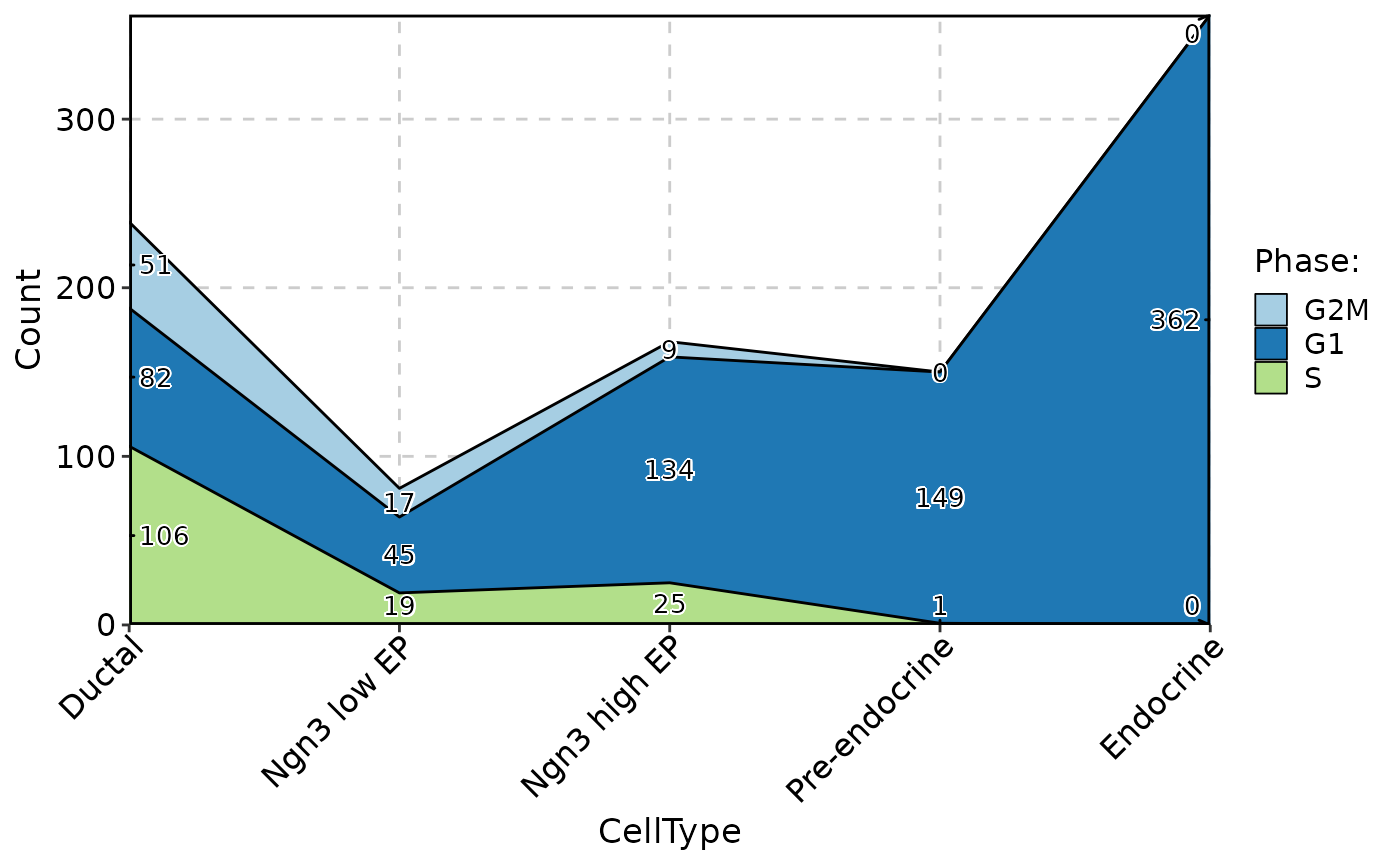 300
200
100
0
Count
51
82
106
17
45
19
9
134
25
0
149
1
0
362
0
Ductal
Ngn3 low EP
Ngn3 high EP
Pre-endocrine
Endocrine
CellType
Phase:
G2M
G1
S